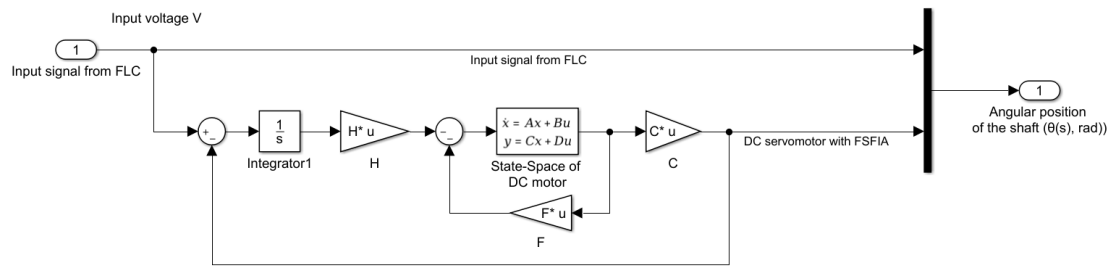 Input voltage V
1
Input signal from FLC
Input signal from FLC
1
Angular position
of the shaft (θ(s), rad))
+
−
1
s
Integrator1
H* u
H
−
−
ẋ = Ax + Bu
y = Cx + Du
State-Space of
DC motor
C* u
C
DC servomotor with FSFIA
F* u
F